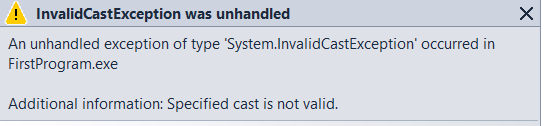 InvalidCastException was unhandled
An unhandled exception of type 'System.InvalidCastException' occurred in
FirstProgram.exe
Additional information: Specified cast is not valid.